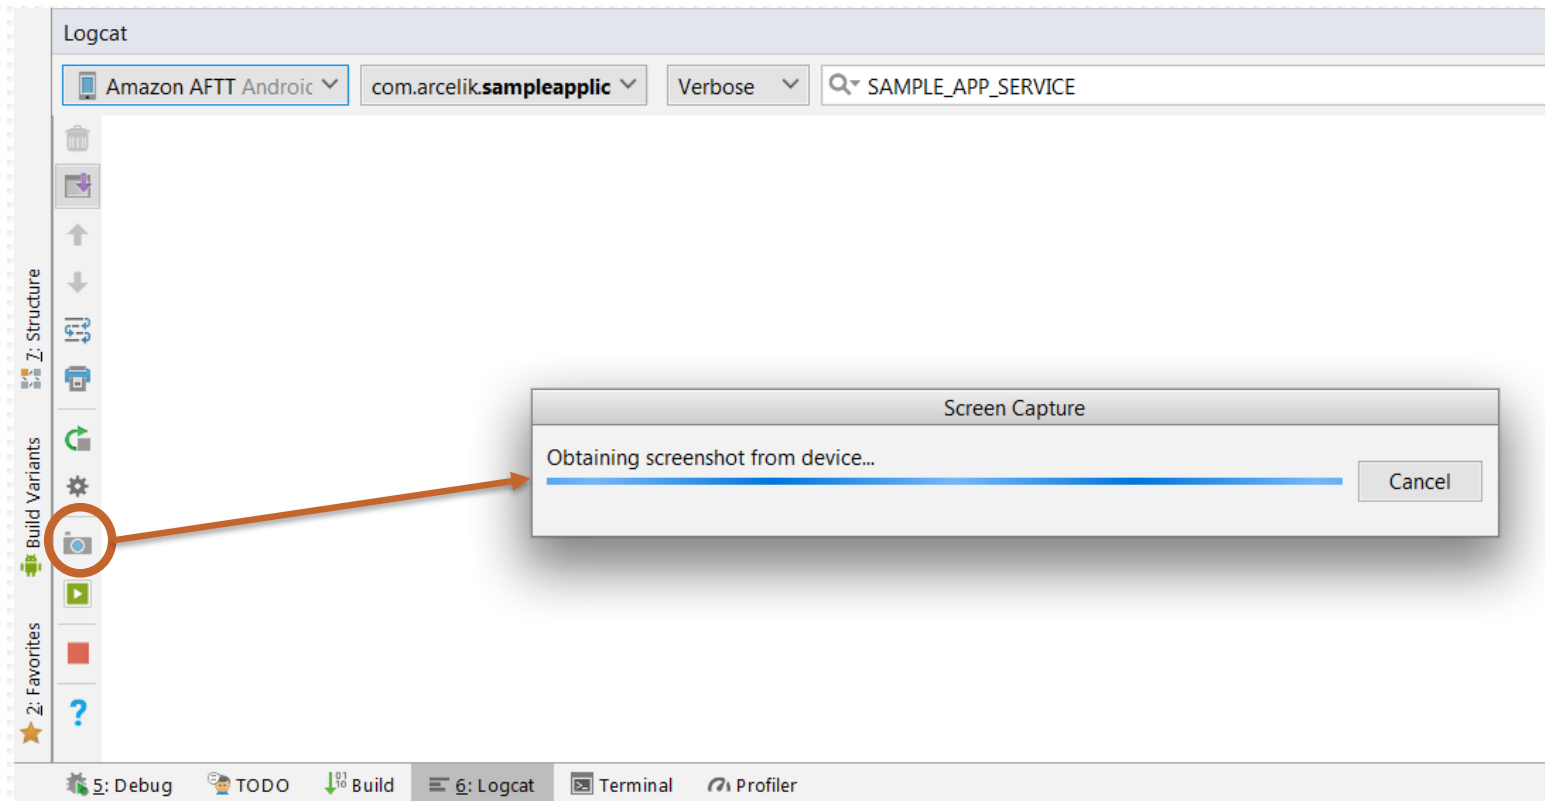 Logcat
Amazon AFTT Androic
com.arcelik.sampleapplic
Verbose
SAMPLE_APP_SERVICE
7: Structure
Build Variants
2: Favorites
Screen Capture
Obtaining screenshot from device...
Cancel
?
5: Debug
TODO
Build
6: Logcat
Terminal
Profiler